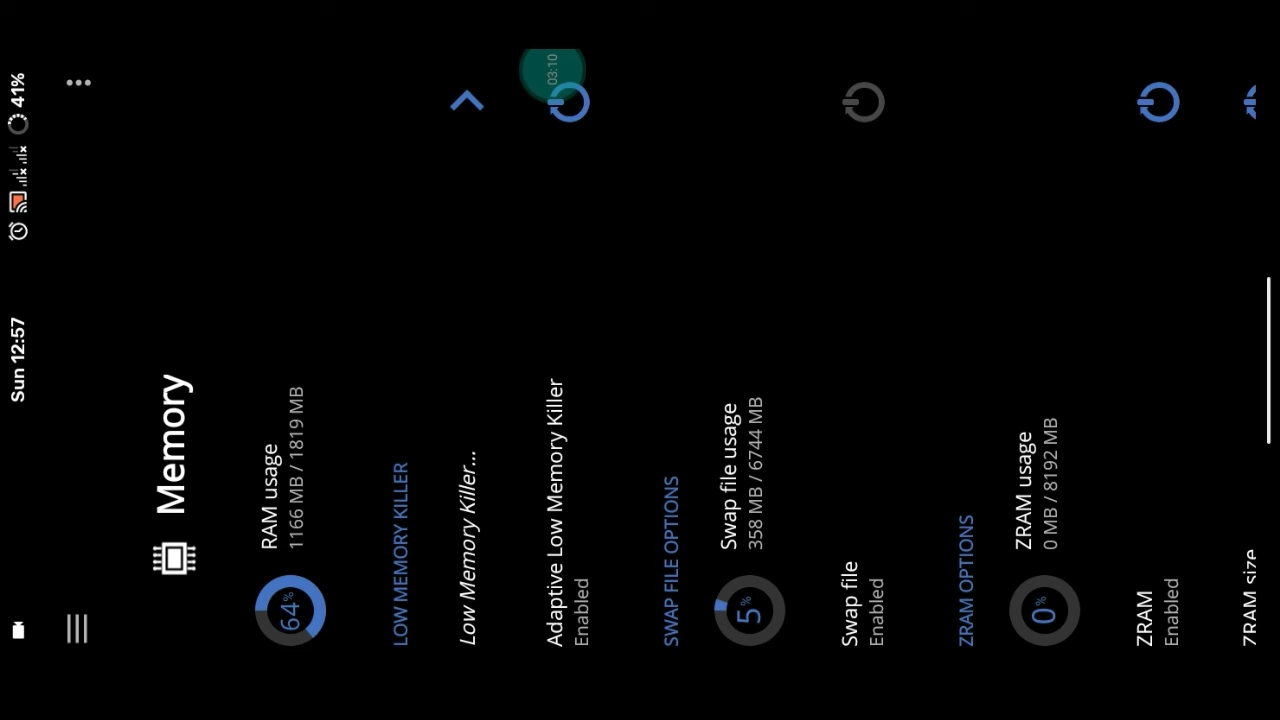 Sun 12:57
41%
Memory
RAM usage
1166 MB / 1819 MB
64%
LOW MEMORY KILLER
Low Memory Killer...
Adaptive Low Memory Killer
Enabled
03:10
SWAP FILE OPTIONS
Swap file usage
358 MB / 6744 MB
5%
Swap file
Enabled
ZRAM OPTIONS
ZRAM usage
0 MB / 8192 MB
0%
ZRAM
Enabled
ZRAM size